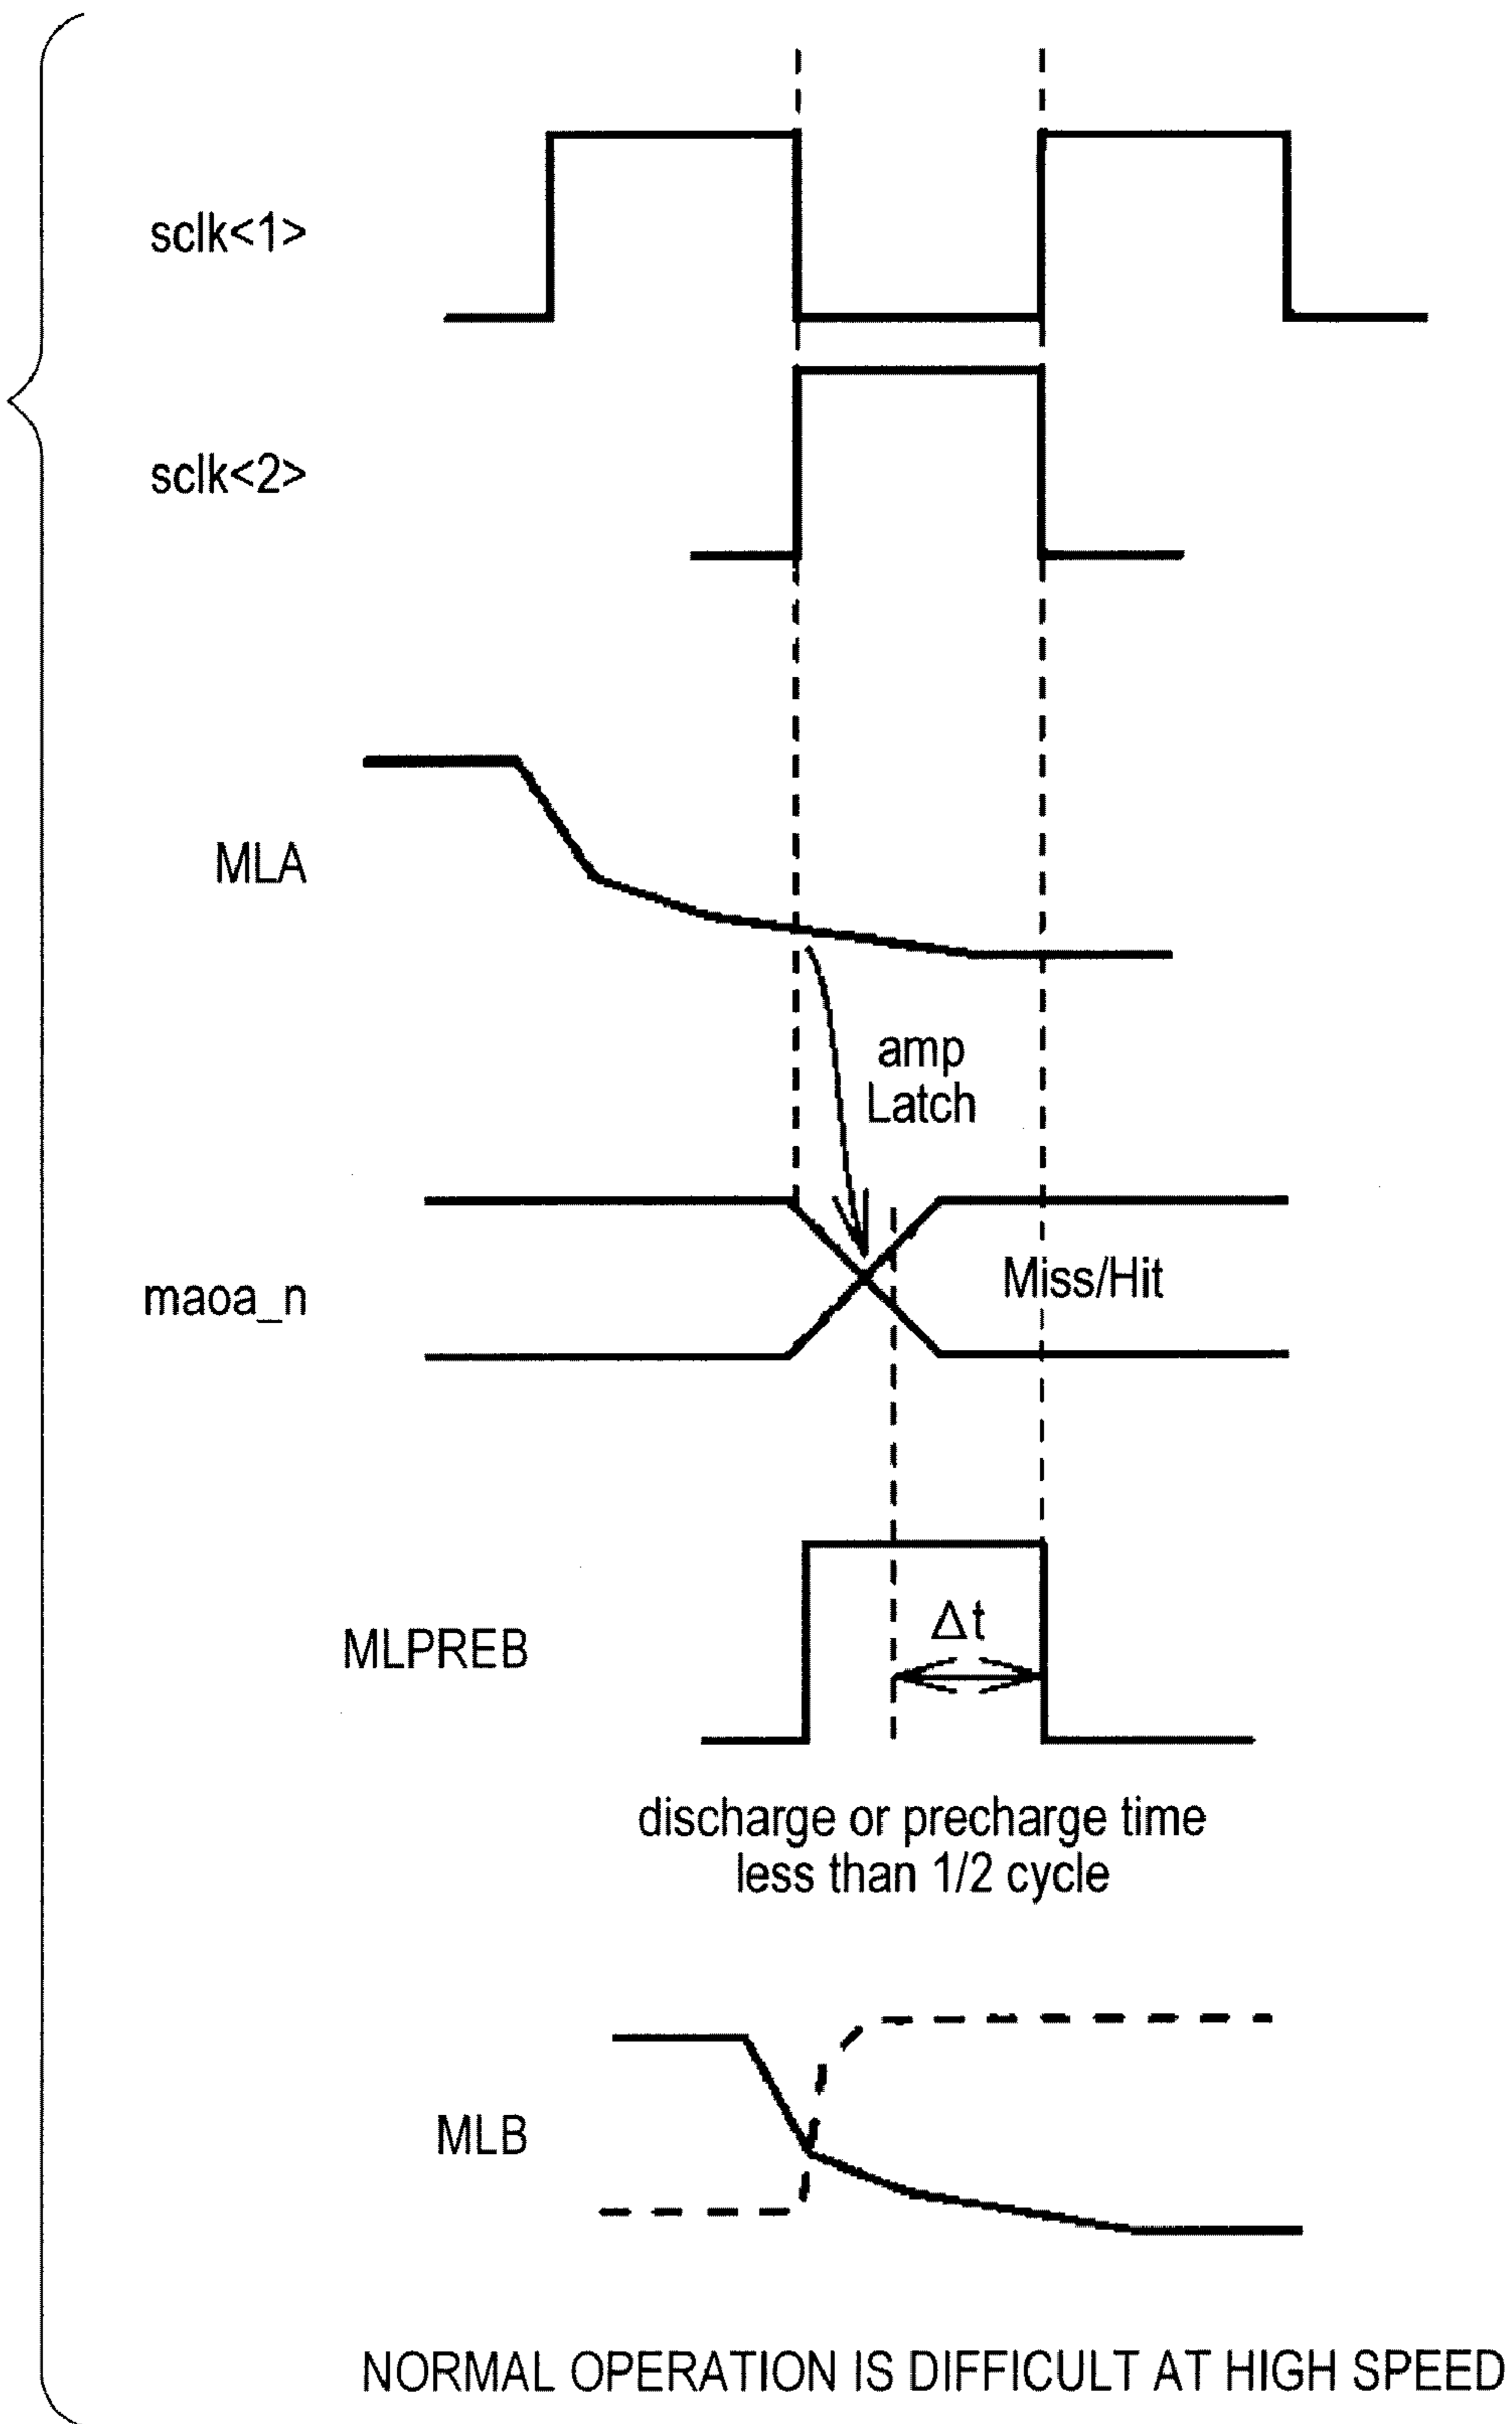 sclk<1>
sclk<2>
MLA
amp
Latch
maoa_n
Miss/Hit
MLPREB
Δt
discharge or precharge time
less than 1/2 cycle
MLB
NORMAL OPERATION IS DIFFICULT AT HIGH SPEED